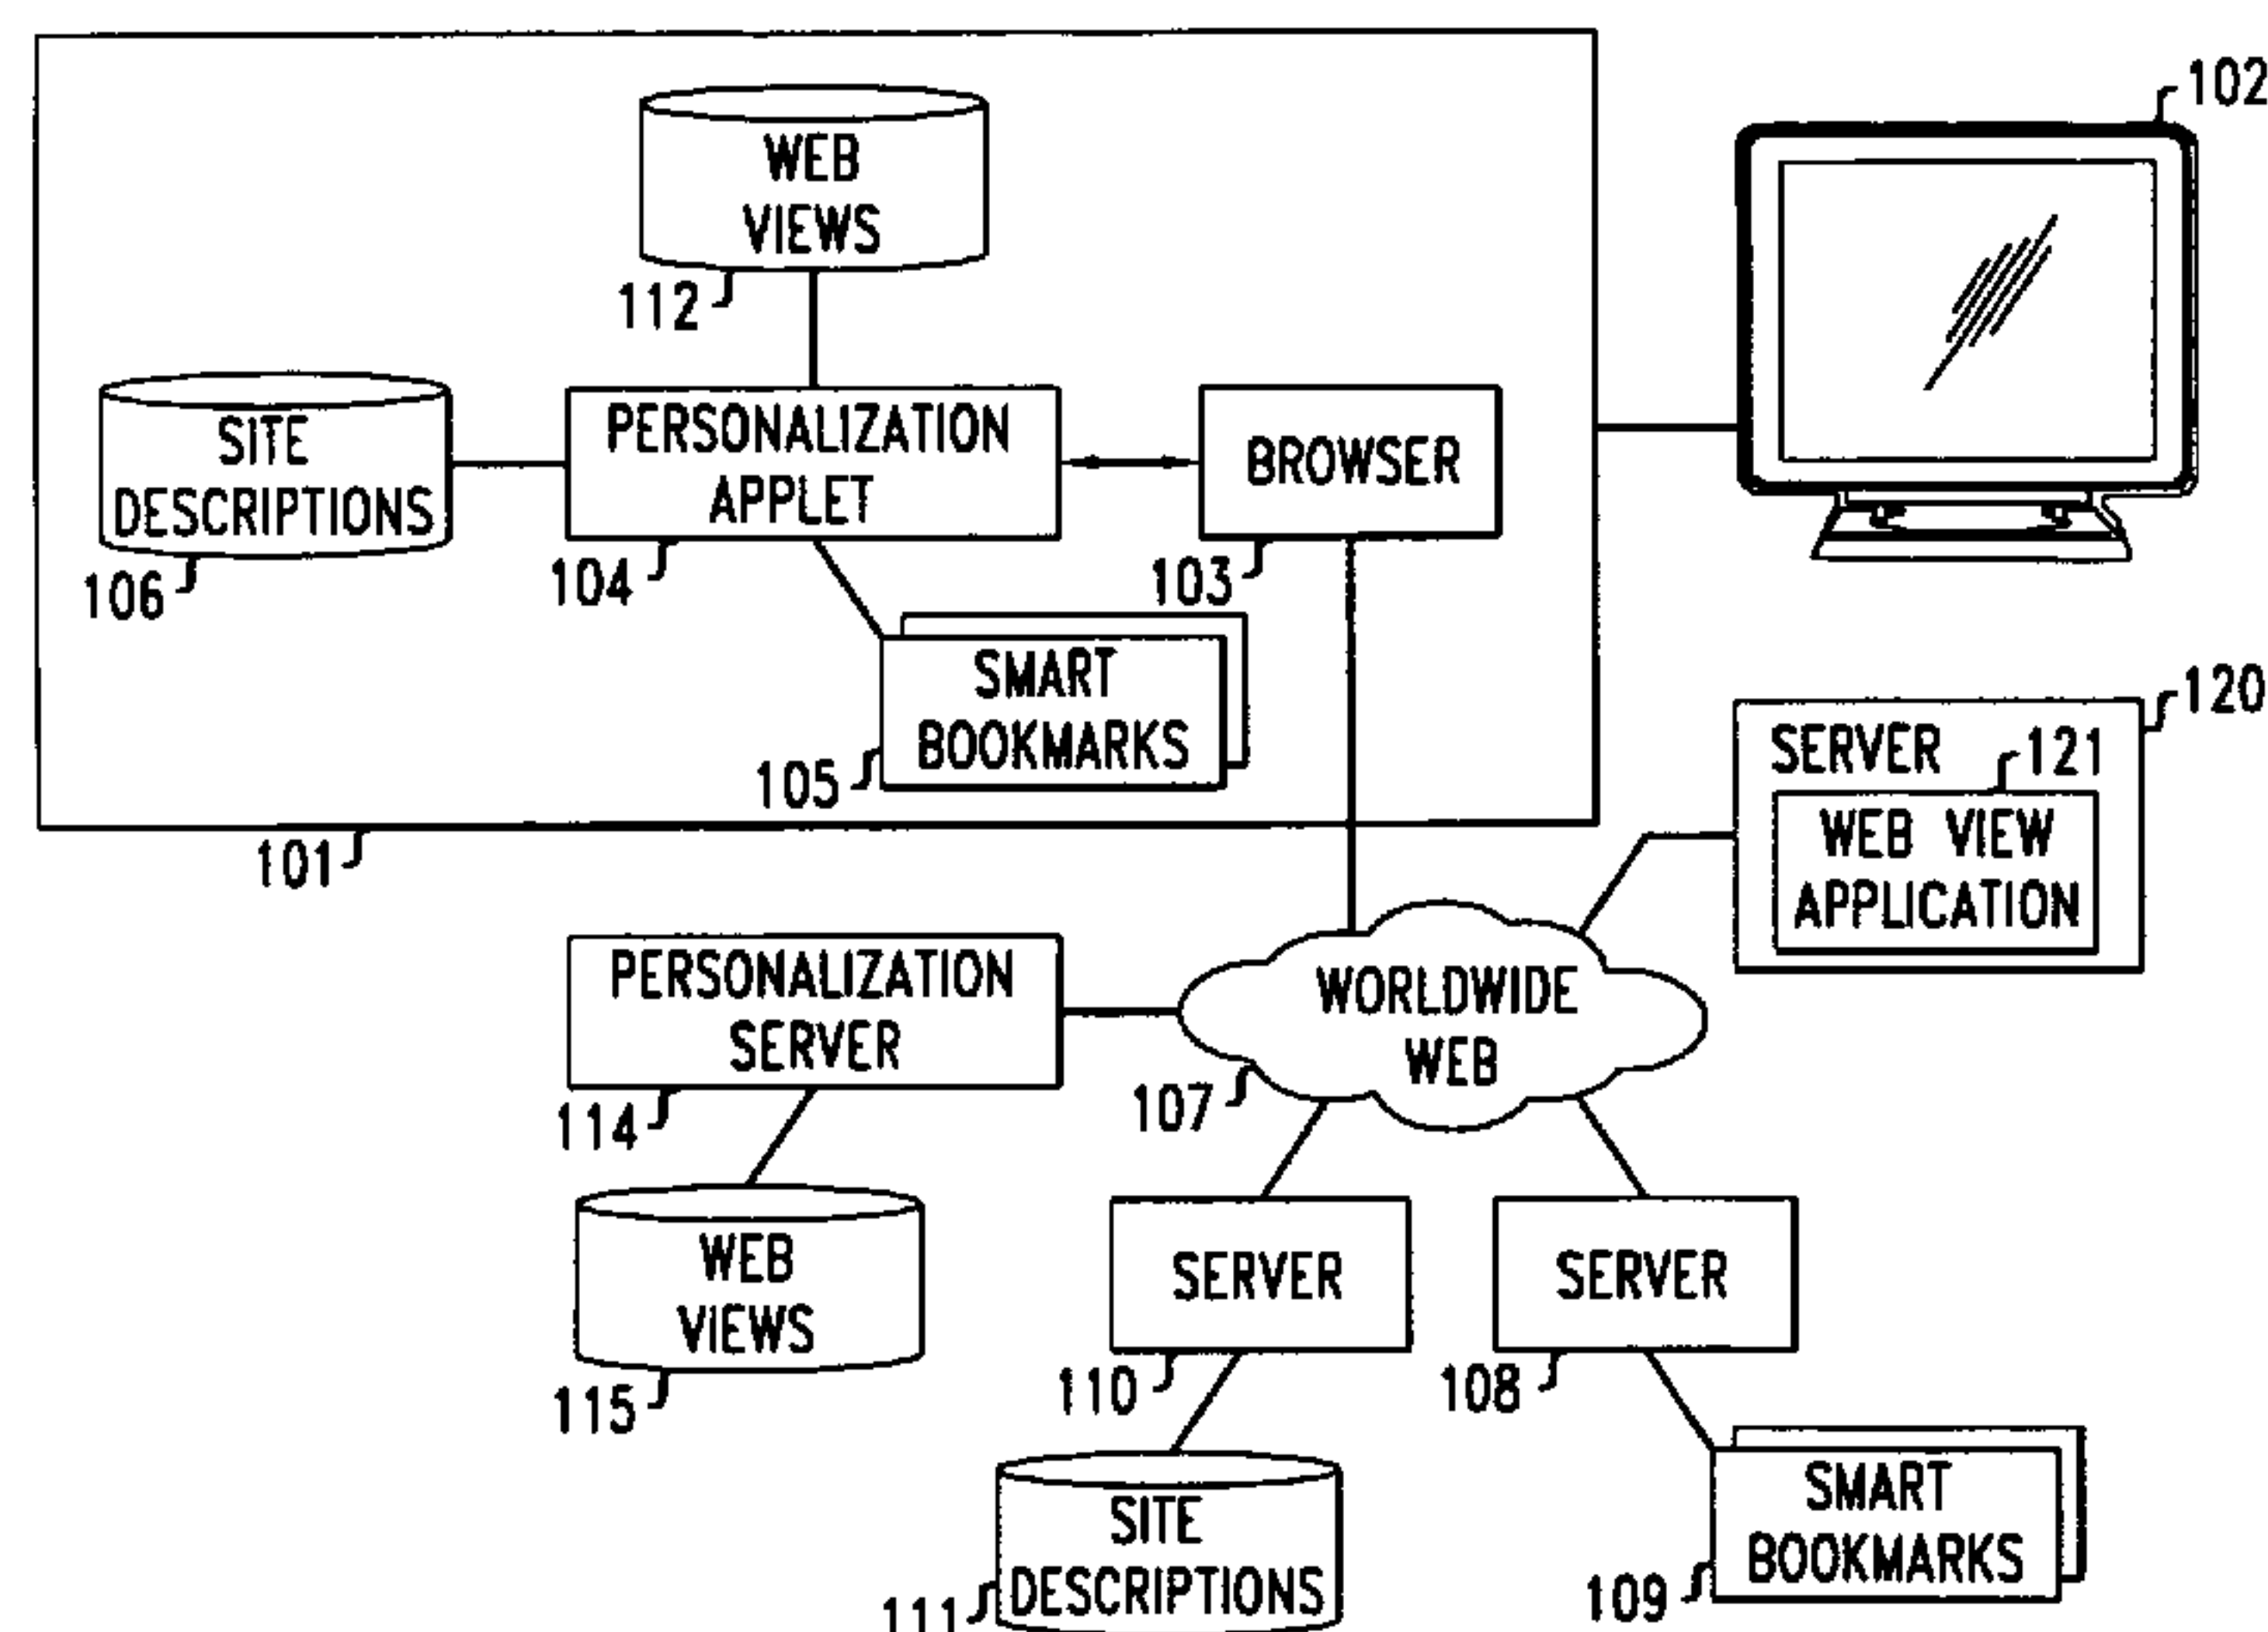 102
WEB
VIEWS
112
SITE
DESCRIPTIONS
106
PERSONALIZATION
APPLET
104
BROWSER
103
SMART
BOOKMARKS
105
101
120
SERVER
121
WEB VIEW
APPLICATION
PERSONALIZATION
SERVER
114
WORLDWIDE
WEB
107
WEB
VIEWS
115
SERVER
110
SERVER
108
SITE
DESCRIPTIONS
111
SMART
BOOKMARKS
109